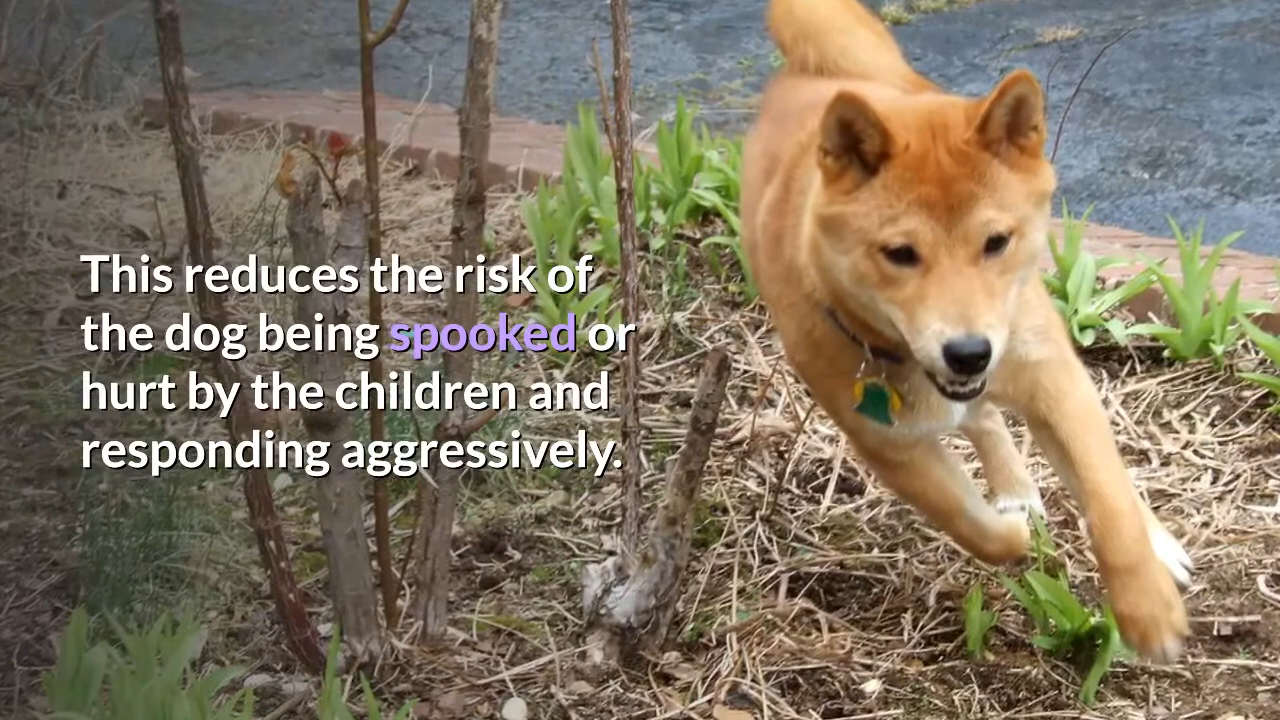 This reduces the risk of
the dog being spooked or
hurt by the children and
responding aggressively.